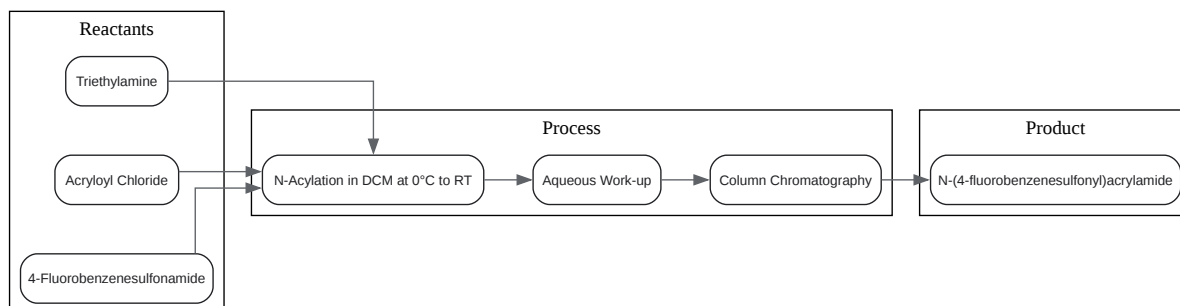 Reactants
Triethylamine
Acryloyl Chloride
4-Fluorobenzenesulfonamide
Process
N-Acylation in DCM at 0°C to RT
Aqueous Work-up
Column Chromatography
Product
N-(4-fluorobenzenesulfonyl)acrylamide